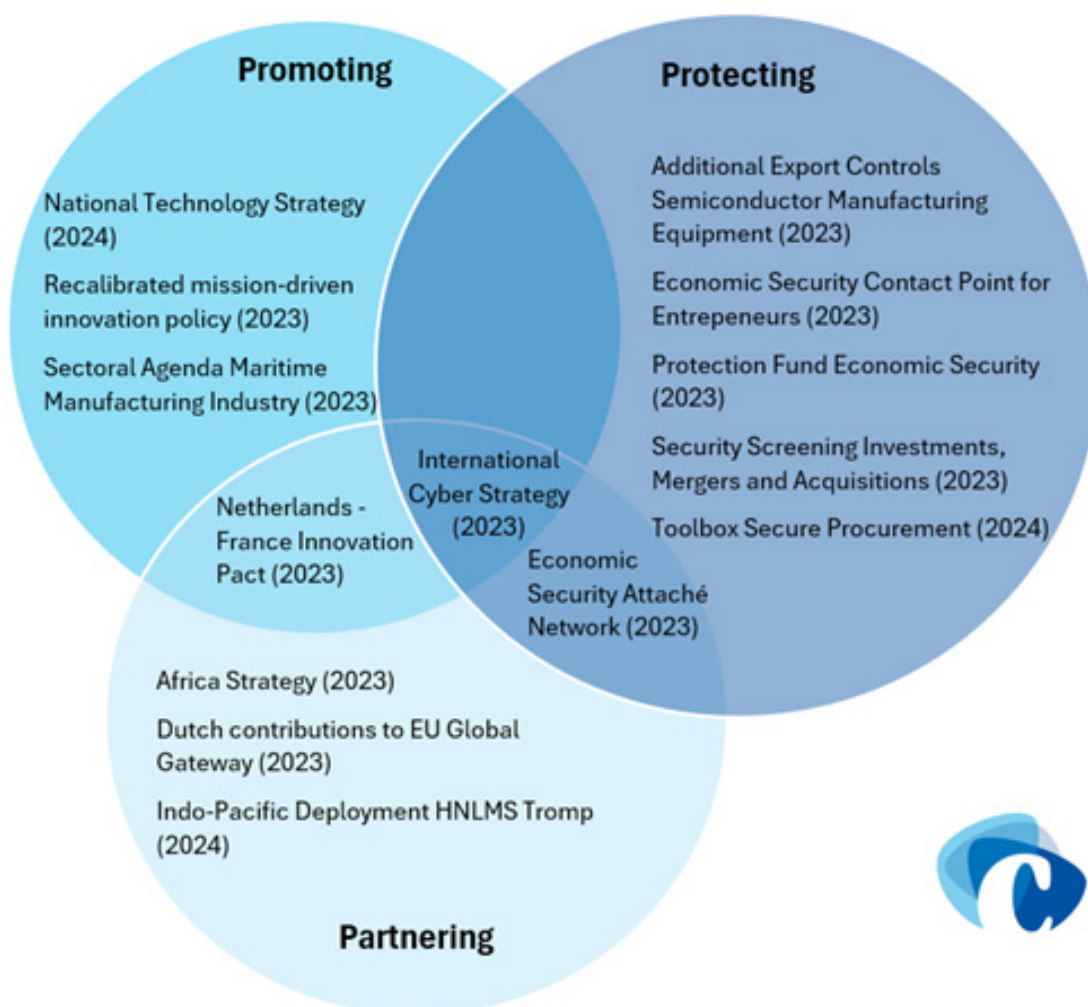 Promoting
Protecting
National Technology Strategy
(2024)
Recalibrated mission-driven
innovation policy (2023)
Sectoral Agenda Maritime
Manufacturing Industry (2023)
Additional Export Controls
Semiconductor Manufacturing
Equipment (2023)
Economic Security Contact Point for
Entrepeneurs (2023)
Protection Fund Economic Security
(2023)
Security Screening Investments,
Mergers and Acquisitions (2023)
Toolbox Secure Procurement (2024)
International
Cyber Strategy
(2023)
Netherlands -
France Innovation
Pact (2023)
Economic
Security Attaché
Network (2023)
Africa Strategy (2023)
Dutch contributions to EU Global
Gateway (2023)
Indo-Pacific Deployment HNLMS Tromp
(2024)
Partnering